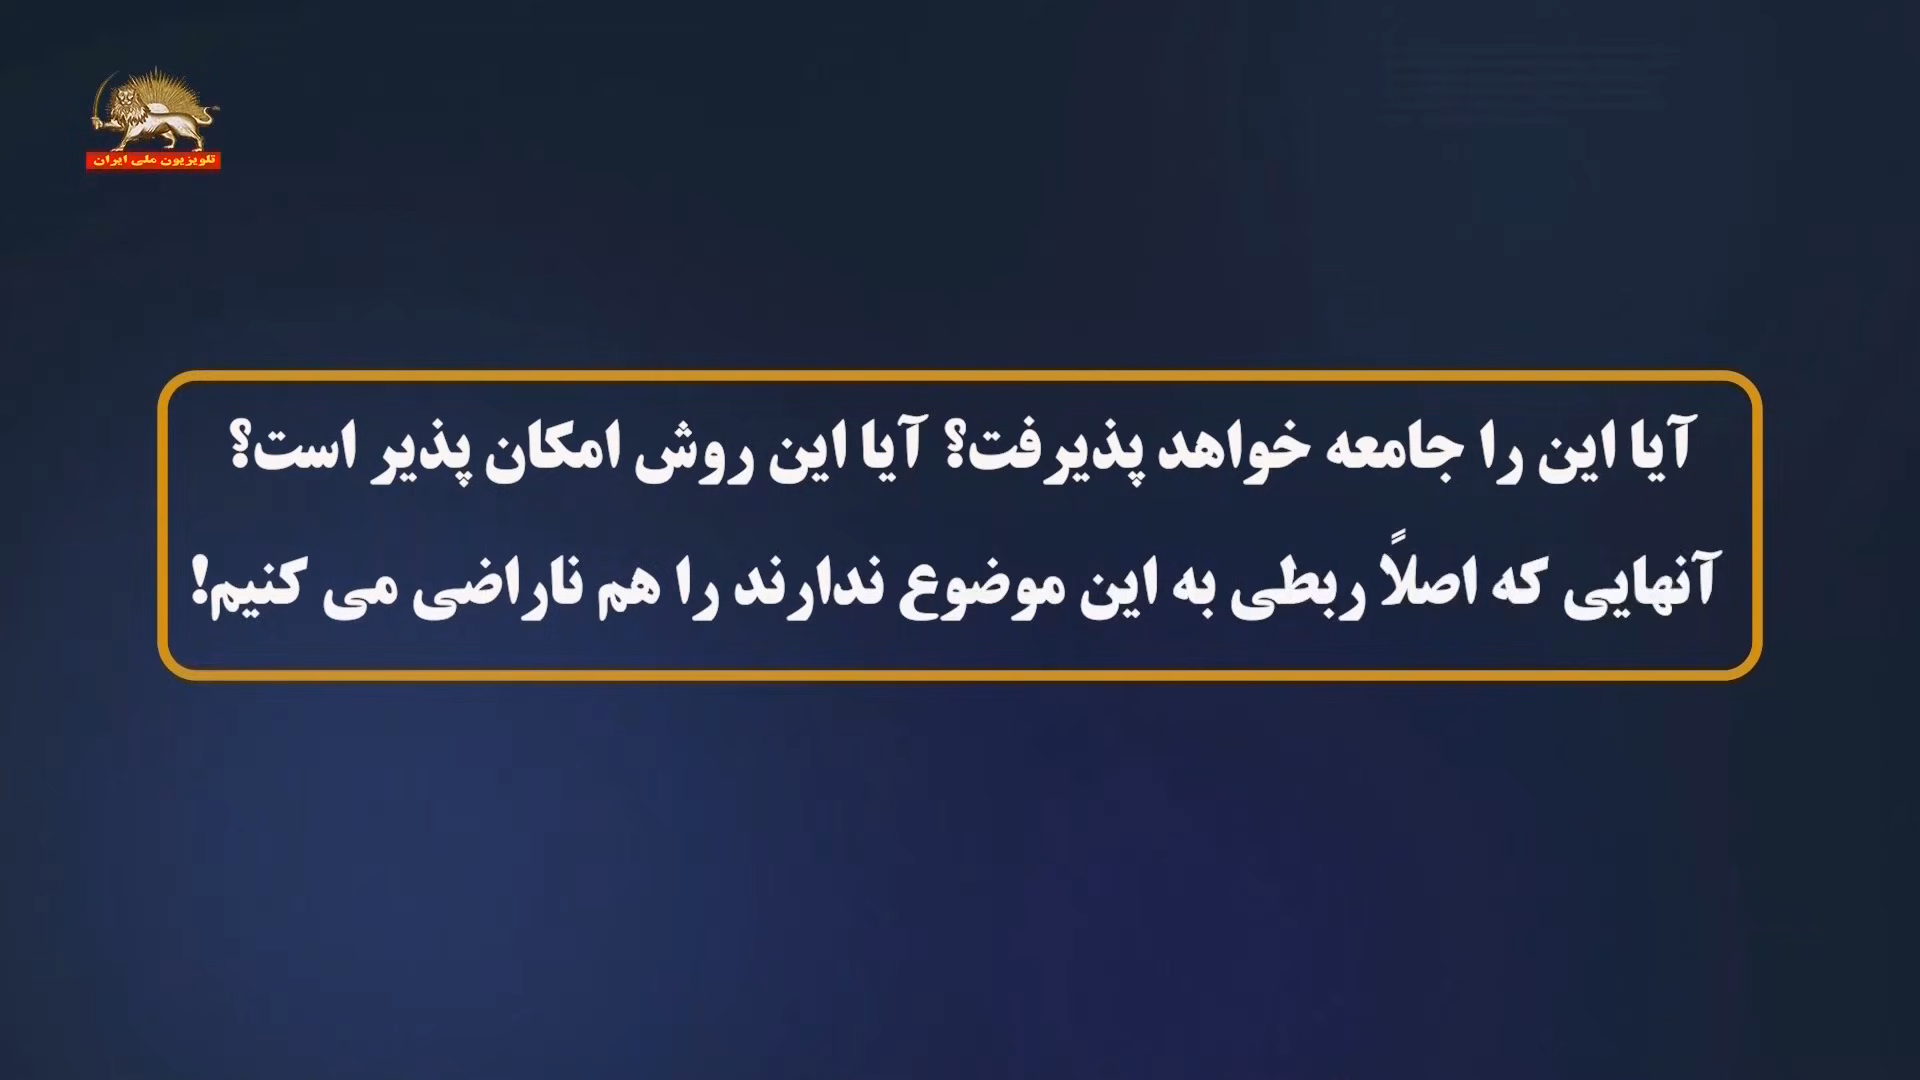 تلویزیون ملی ایران
آیا این را جامعه خواهد پذیرفت؟ آیا این روش امکان پذیر است؟
آنهایی که اصلاً ربطی به این موضوع ندارند را هم ناراضی می کنیم!